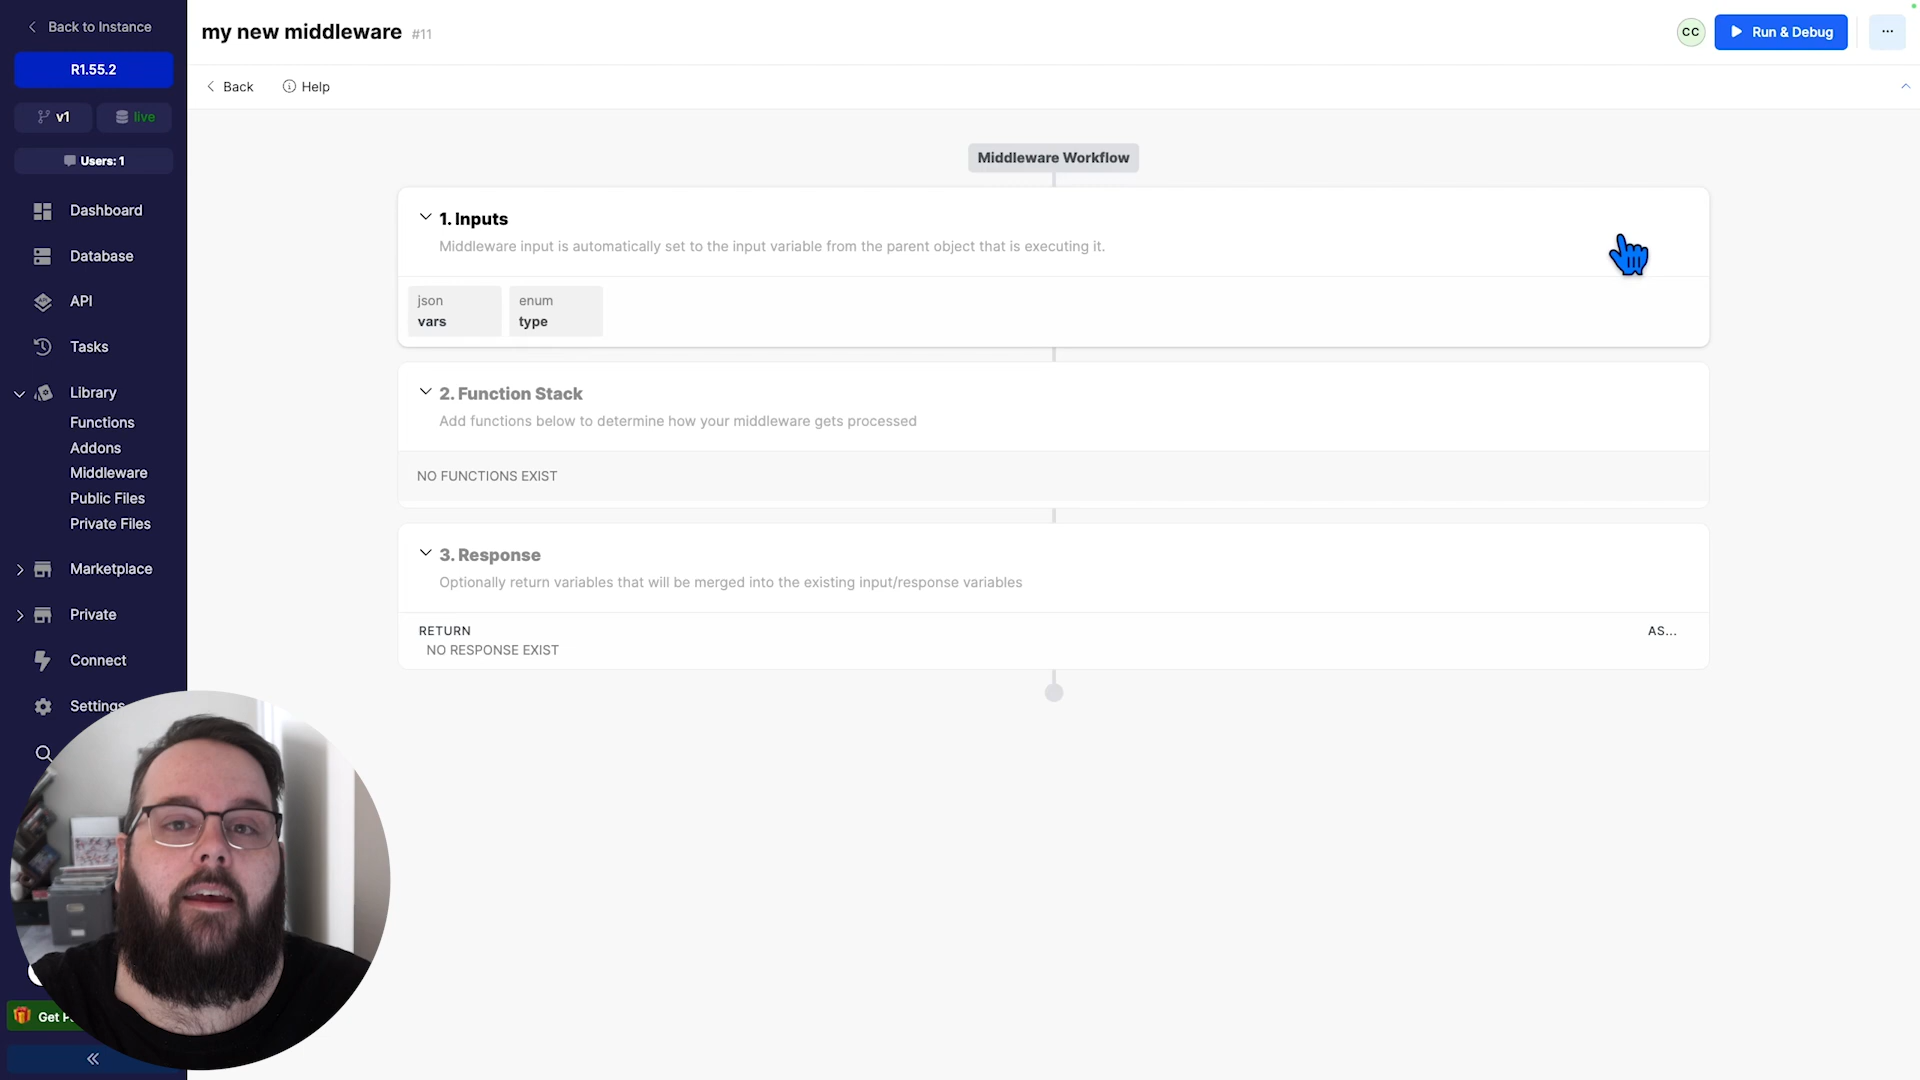 Back to Instance
R1.55.2
v1
live
Users: 1
Dashboard
Database
API
Tasks
Library
Functions
Addons
Middleware
Public Files
Private Files
Marketplace
Private
Connect
Settings
Get
my new middleware #11
CC
Run & Debug
Back
Help
Middleware Workflow
1. Inputs
Middleware input is automatically set to the input variable from the parent object that is executing it.
json
vars
enum
type
2. Function Stack
Add functions below to determine how your middleware gets processed
NO FUNCTIONS EXIST
3. Response
Optionally return variables that will be merged into the existing input/response variables
RETURN
AS...
NO RESPONSE EXIST